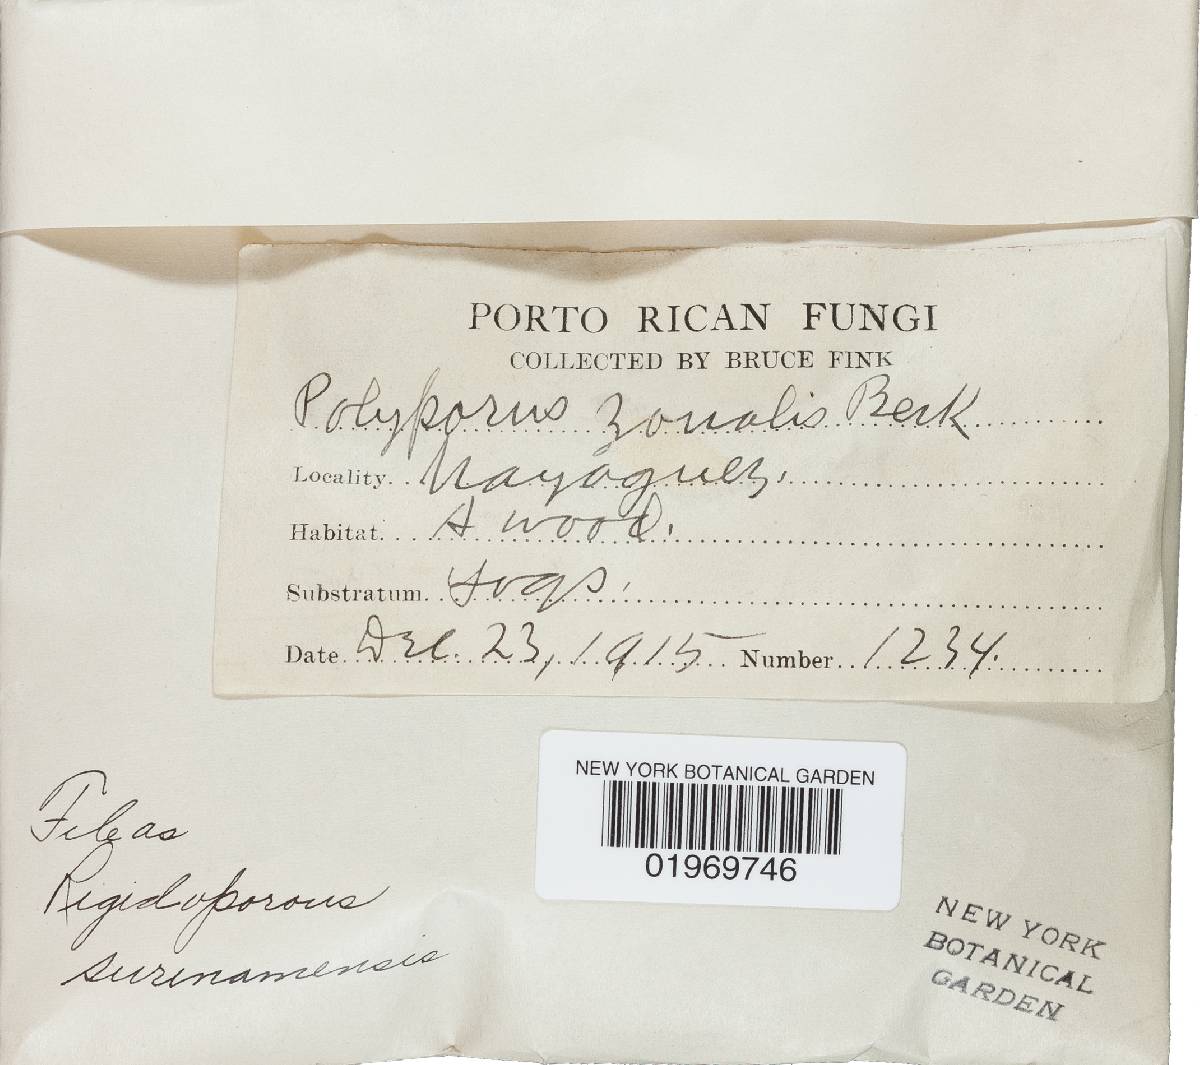 PORTO RICAN FUNGI
COLLECTED BY BRUCE FINK
Polyporus zonalis Berk
Locality. Mayaguez.
Habitat. A wood.
Substratum. Logs.
Date. Dec. 23, 1915 Number. 1234.
NEW YORK BOTANICAL GARDEN
01969746
File as
Rigidoporous
surinamensis
NEW YORK
BOTANICAL
GARDEN